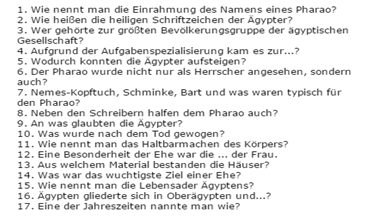 1. Wie nennt man die Einrahmung des Namens eines Pharao?
2. Wie heißen die heiligen Schriftzeichen der Ägypter?
3. Wer gehörte zur größten Bevölkerungsgruppe der ägyptischen
Gesellschaft?
4. Aufgrund der Aufgabenspezialisierung kam es zur...?
5. Wodurch konnten die Ägypter aufsteigen?
6. Der Pharao wurde nicht nur als Herrscher angesehen, sondern
auch?
7. Nemes-Kopftuch, Schminke, Bart und was waren typisch für
den Pharao?
8. Neben den Schreibern halfen dem Pharao auch?
9. An was glaubten die Ägypter?
10. Was wurde nach dem Tod gewogen?
11. Wie nennt man das Haltbarmachen des Körpers?
12. Eine Besonderheit der Ehe war die ... der Frau.
13. Aus welchem Material bestanden die Häuser?
14. Was war das wuchtigste Ziel einer Ehe?
15. Wie nennt man die Lebensader Ägyptens?
16. Ägypten gliederte sich in Oberägypten und...?
17. Eine der Jahreszeiten nannte man wie?